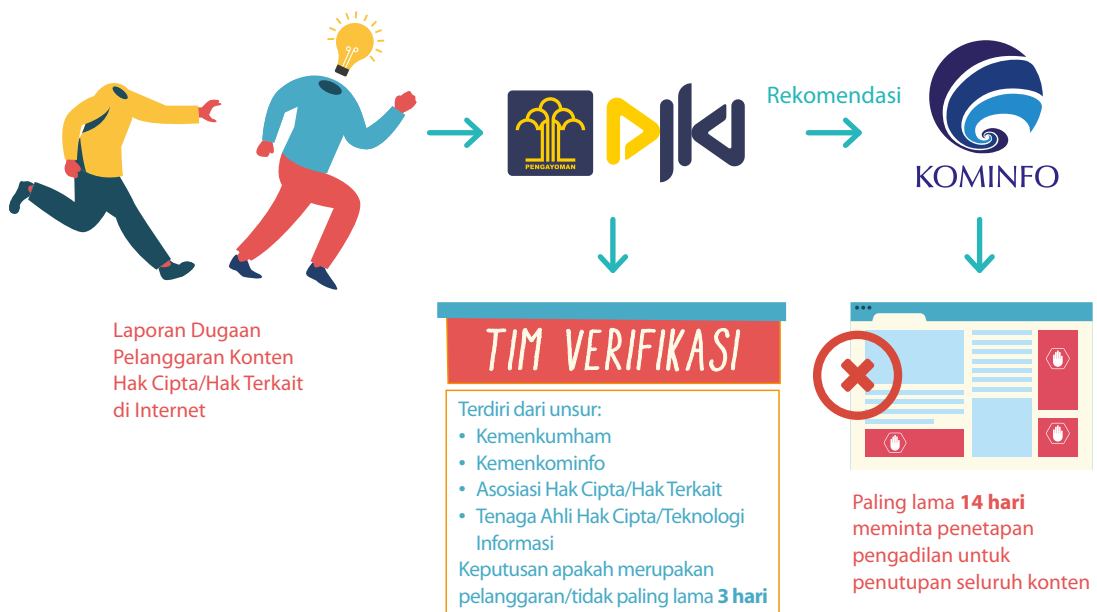 PENGAYOMAN
DJKI
Rekomendasi
KOMINFO
Laporan Dugaan
Pelanggaran Konten
Hak Cipta/Hak Terkait
di Internet
TIM VERIFIKASI
Terdiri dari unsur:
• Kemenkumham
• Kemenkominfo
• Asosiasi Hak Cipta/Hak Terkait
• Tenaga Ahli Hak Cipta/Teknologi
Informasi
Keputusan apakah merupakan
pelanggaran/tidak paling lama 3 hari
Paling lama 14 hari
meminta penetapan
pengadilan untuk
penutupan seluruh konten